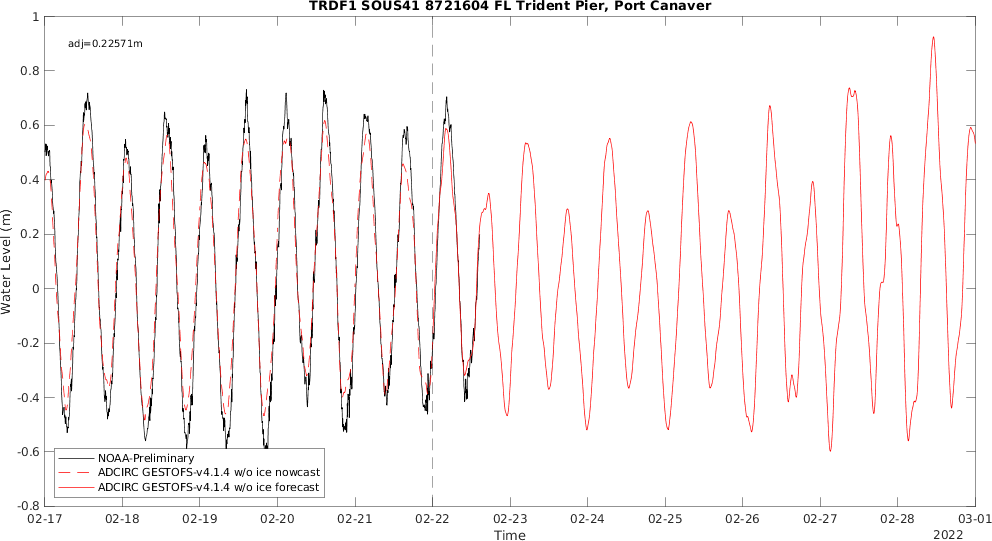 TRDF1 SOUS41 8721604 FL Trident Pier, Port Canaver
adj=0.22571m
1
0.8
0.6
0.4
0.2
0
-0.2
-0.4
-0.6
-0.8
Water Level (m)
NOAA-Preliminary
ADCIRC GESTOFS-v4.1.4 w/o ice nowcast
ADCIRC GESTOFS-v4.1.4 w/o ice forecast
02-17 02-18 02-19 02-20 02-21 02-22 02-23 02-24 02-25 02-26 02-27 02-28 03-01
Time
2022